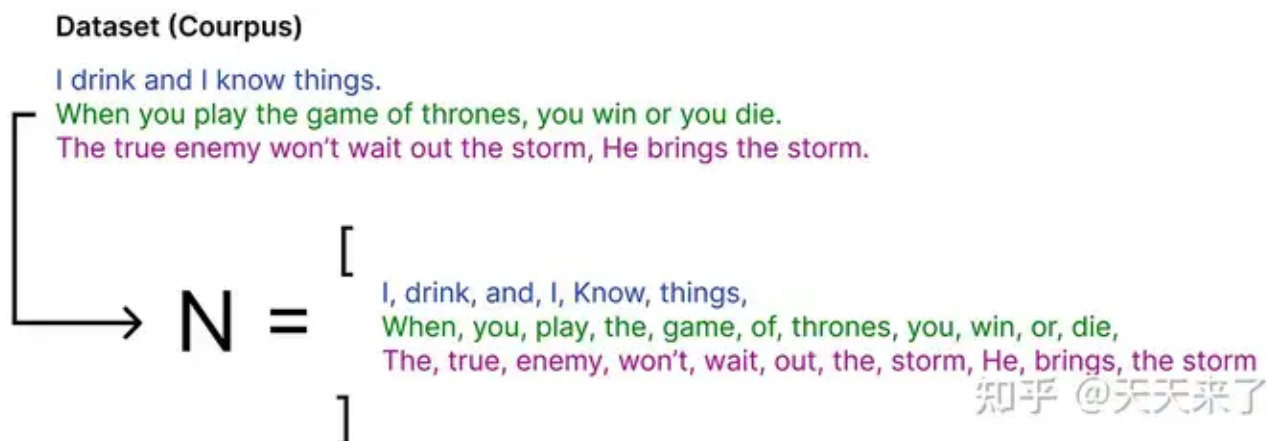 Dataset (Courpus)
I drink and I know things.
When you play the game of thrones, you win or you die.
The true enemy won’t wait out the storm, He brings the storm.
[
N =
I, drink, and, I, Know, things,
When, you, play, the, game, of, thrones, you, win, or, die,
The, true, enemy, won’t, wait, out, the, storm, He, brings, the storm
]
知乎 @天天来了